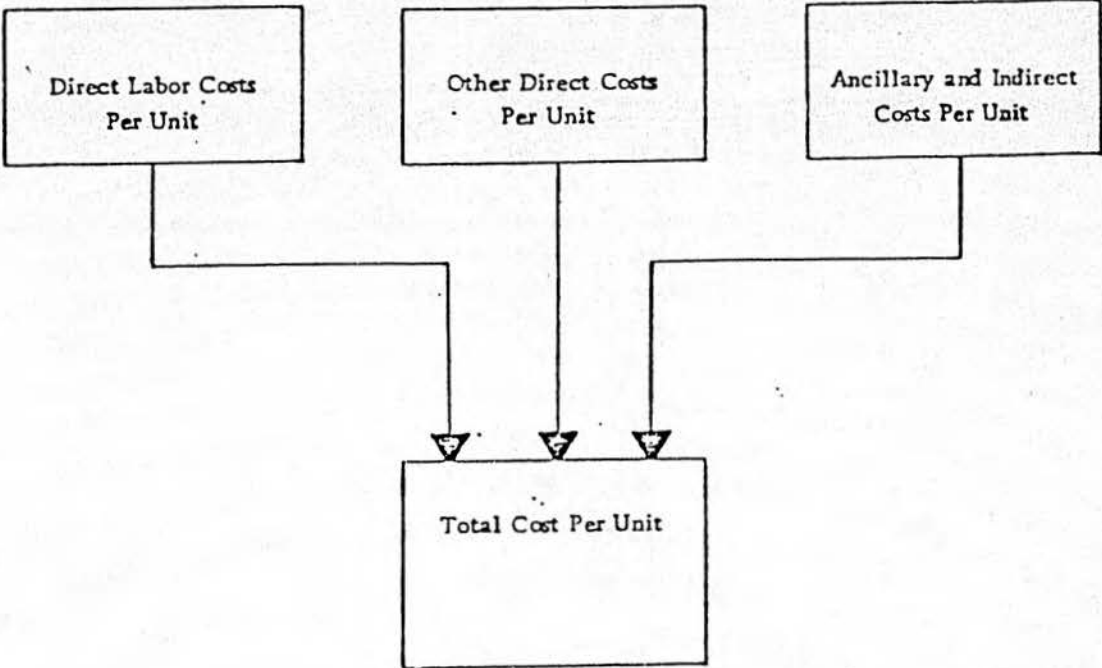 Direct Labor Costs
Per Unit
Other Direct Costs
Per Unit
Ancillary and Indirect
Costs Per Unit
Total Cost Per Unit